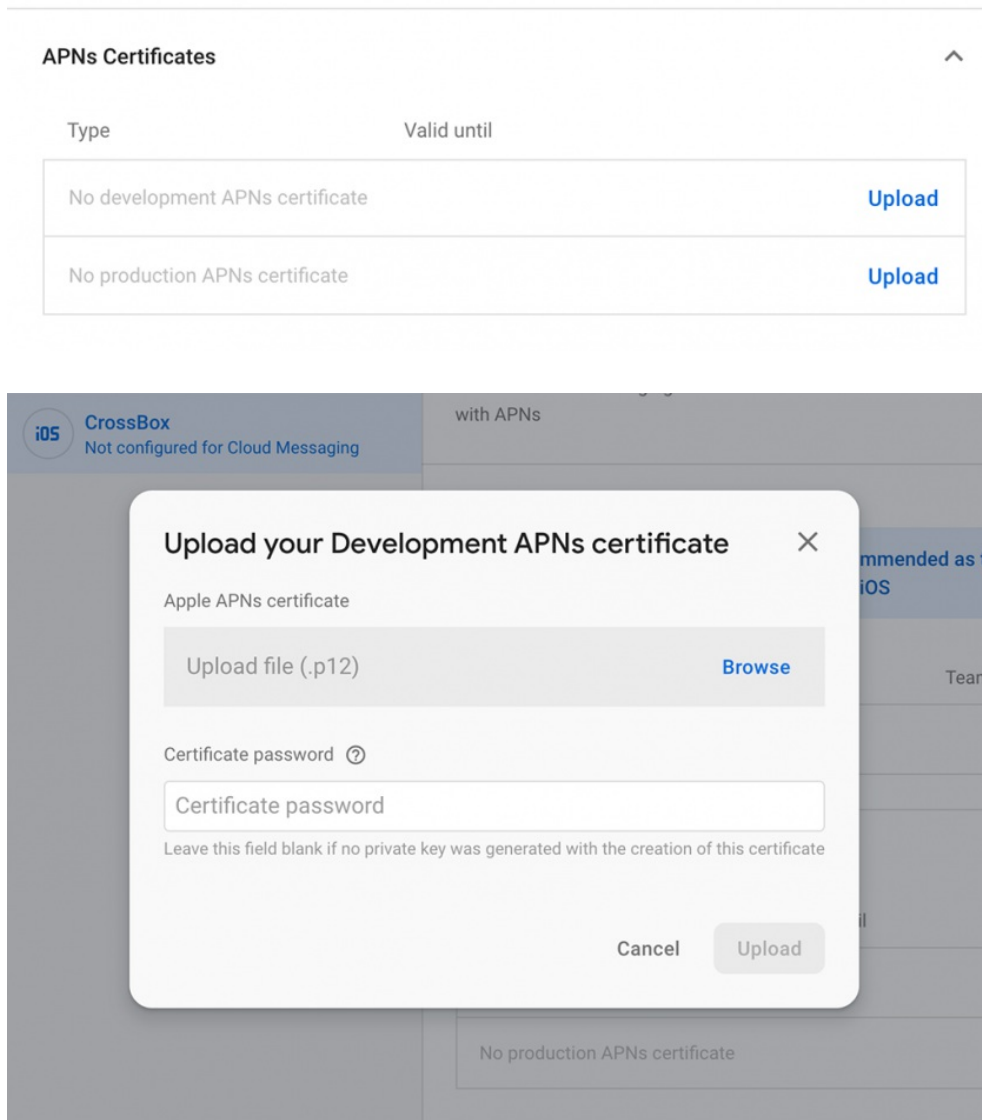 APNs Certificates
Type Valid until
No development APNs certificate Upload
No production APNs certificate Upload
iOS CrossBox
Not configured for Cloud Messaging
with APNs
Upload your Development APNs certificate
mmended as
iOS
Apple APNs certificate
Upload file (.p12) Browse
Certificate password
Certificate password
Leave this field blank if no private key was generated with the creation of this certificate
Cancel Upload
No production APNs certificate